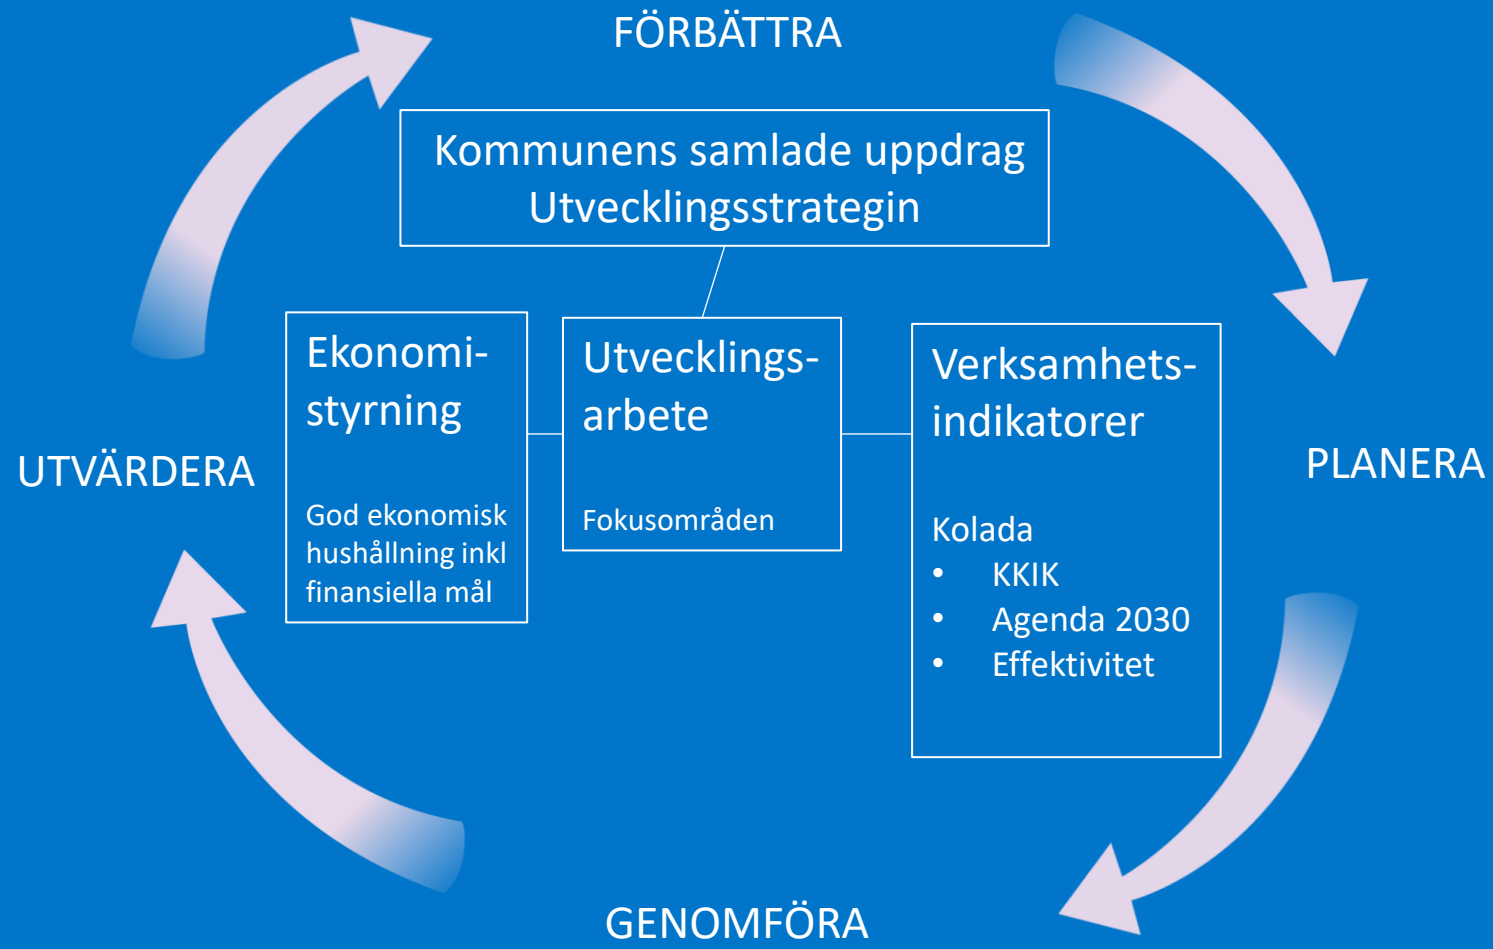 FÖRBÄTTRA
Kommunens samlade uppdrag
Utvecklingsstrategin
Ekonomi-
styrning
God ekonomisk
hushållning inkl
finansiella mål
Utvecklings-
arbete
Fokusområden
Verksamhets-
indikatorer
Kolada
• KKIK
• Agenda 2030
• Effektivitet
UTVÄRDERA
PLANERA
GENOMFÖRA